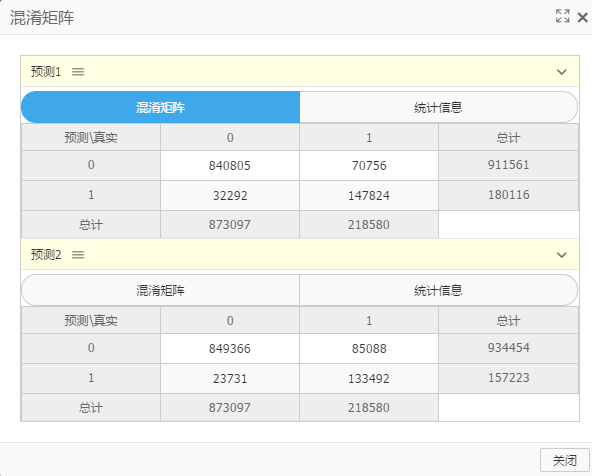 混淆矩阵
预测1
混淆矩阵 统计信息
预测\真实 0 1 总计
0 840805 70756 911561
1 32292 147824 180116
总计 873097 218580
预测2
混淆矩阵 统计信息
预测\真实 0 1 总计
0 849366 85088 934454
1 23731 133492 157223
总计 873097 218580
关闭